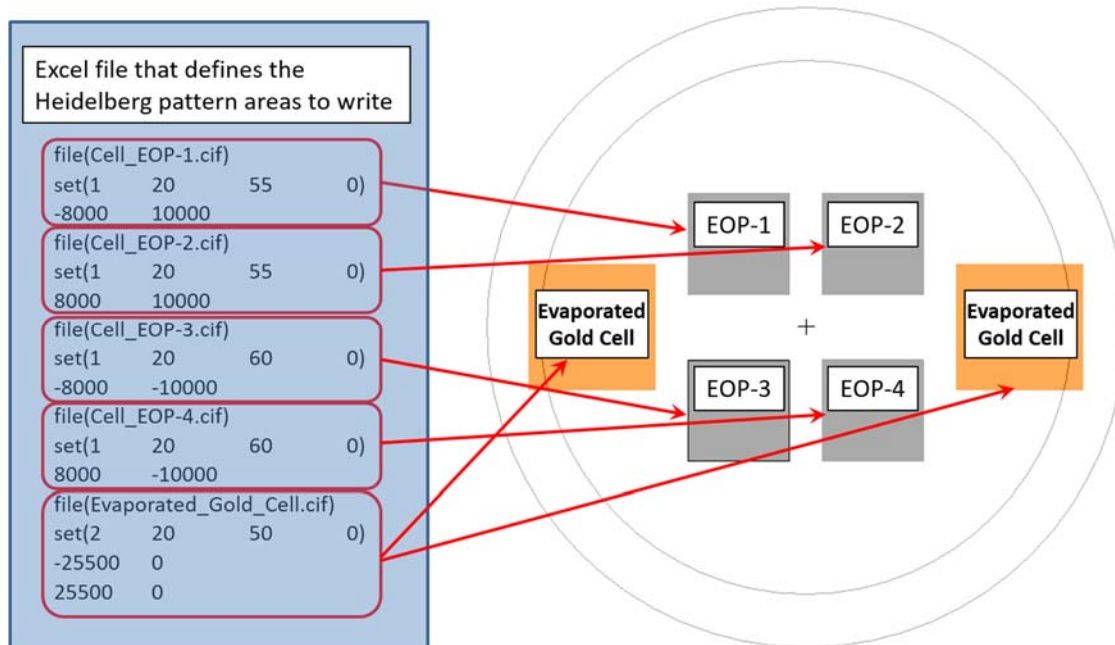 Excel file that defines the
Heidelberg pattern areas to write
file(Cell_EOP-1.cif)
set(1 20 55 0)
-8000 10000
file(Cell_EOP-2.cif)
set(1 20 55 0)
8000 10000
file(Cell_EOP-3.cif)
set(1 20 60 0)
-8000 -10000
file(Cell_EOP-4.cif)
set(1 20 60 0)
8000 -10000
file(Evaporated_Gold_Cell.cif)
set(2 20 50 0)
-25500 0
25500 0
EOP-1
EOP-2
Evaporated
Gold Cell
Evaporated
Gold Cell
EOP-3
EOP-4